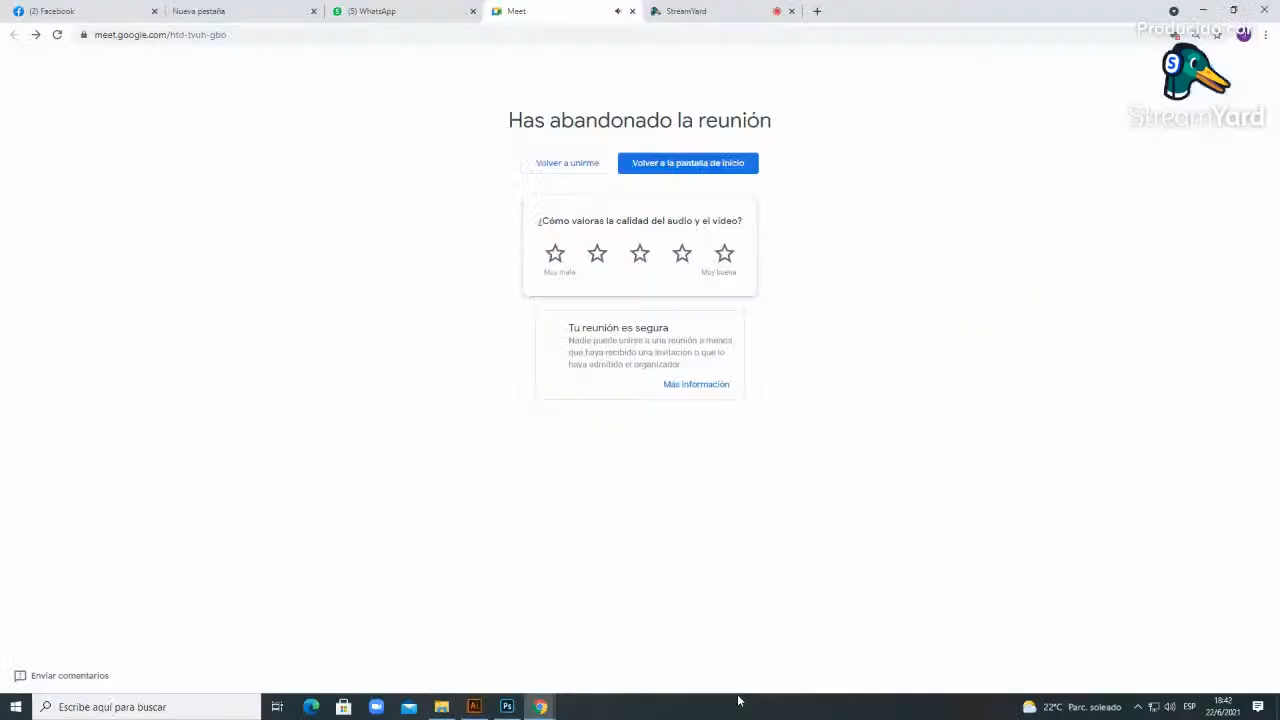 (2) Facebook
Nueva pestaña
(5) WhatsApp
Meet
StreamYard
meet.google.com/htd-tvuh-gbo
Producido con
StreamYard
Has abandonado la reunión
Volver a unirme
Volver a la pantalla de inicio
¿Cómo valoras la calidad del audio y el vídeo?
Muy mala
Muy buena
Tu reunión es segura
Nadie puede unirse a una reunión a menos
que haya recibido una invitación o que lo
haya admitido el organizador
Más información
Enviar comentarios
Escribe aquí para buscar
22°C Parc. soleado
ESP
18:42
22/6/2021